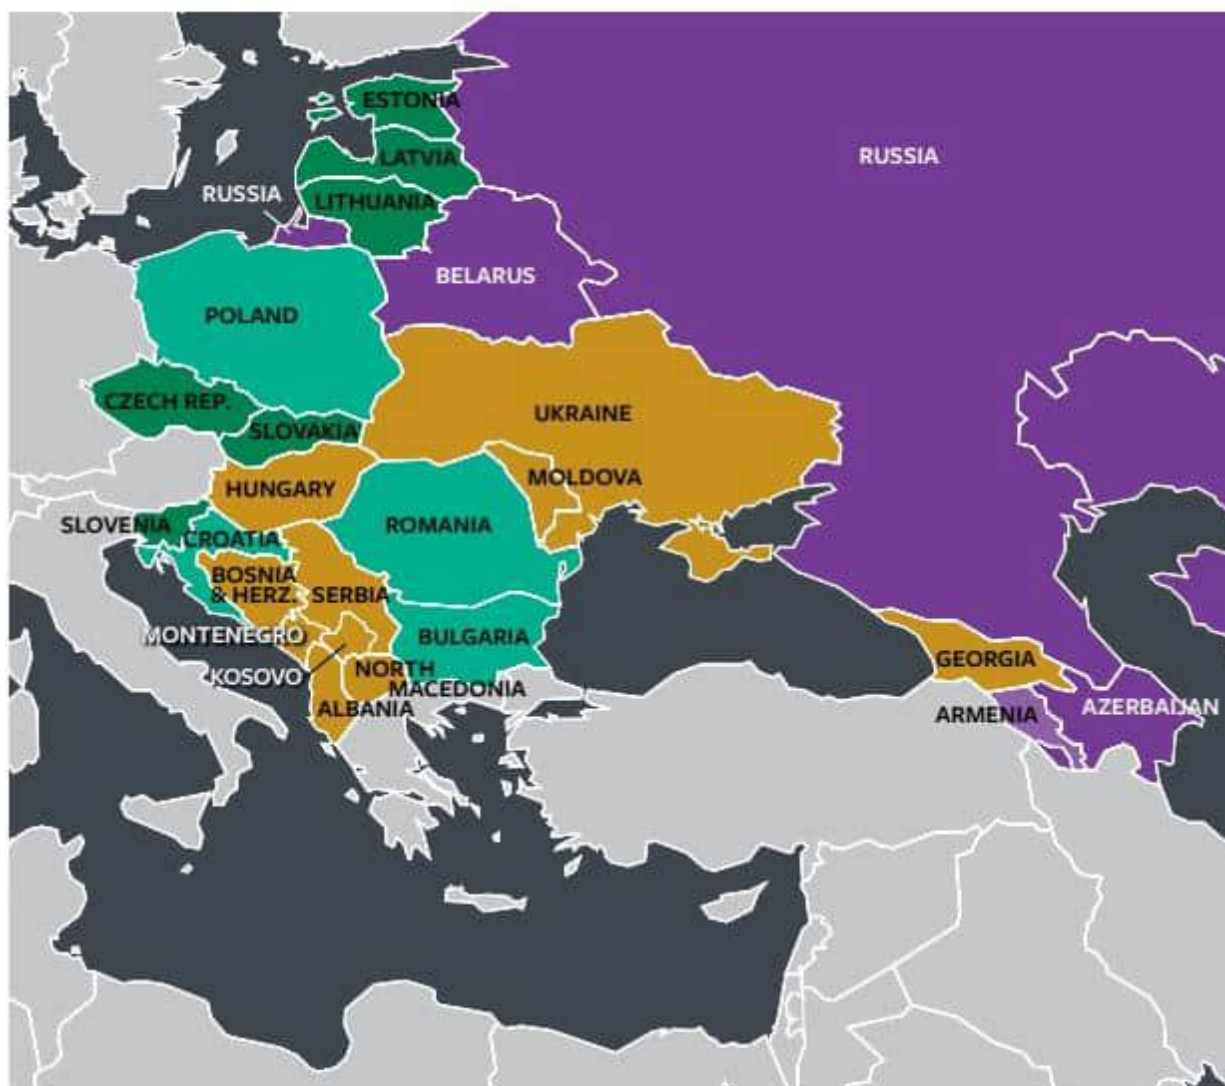 ESTONIA
RUSSIA
LATVIA
RUSSIA
LITHUANIA
BELARUS
POLAND
CZECH REP.
UKRAINE
SLOVAKIA
MOLDOVA
HUNGARY
SLOVENIA
CROATIA
ROMANIA
BOSNIA
& HERZ.
SERBIA
MONTENEGRO
BULGARIA
KOSOVO
NORTH
MACEDONIA
ALBANIA
GEORGIA
ARMENIA
AZERBAIJAN